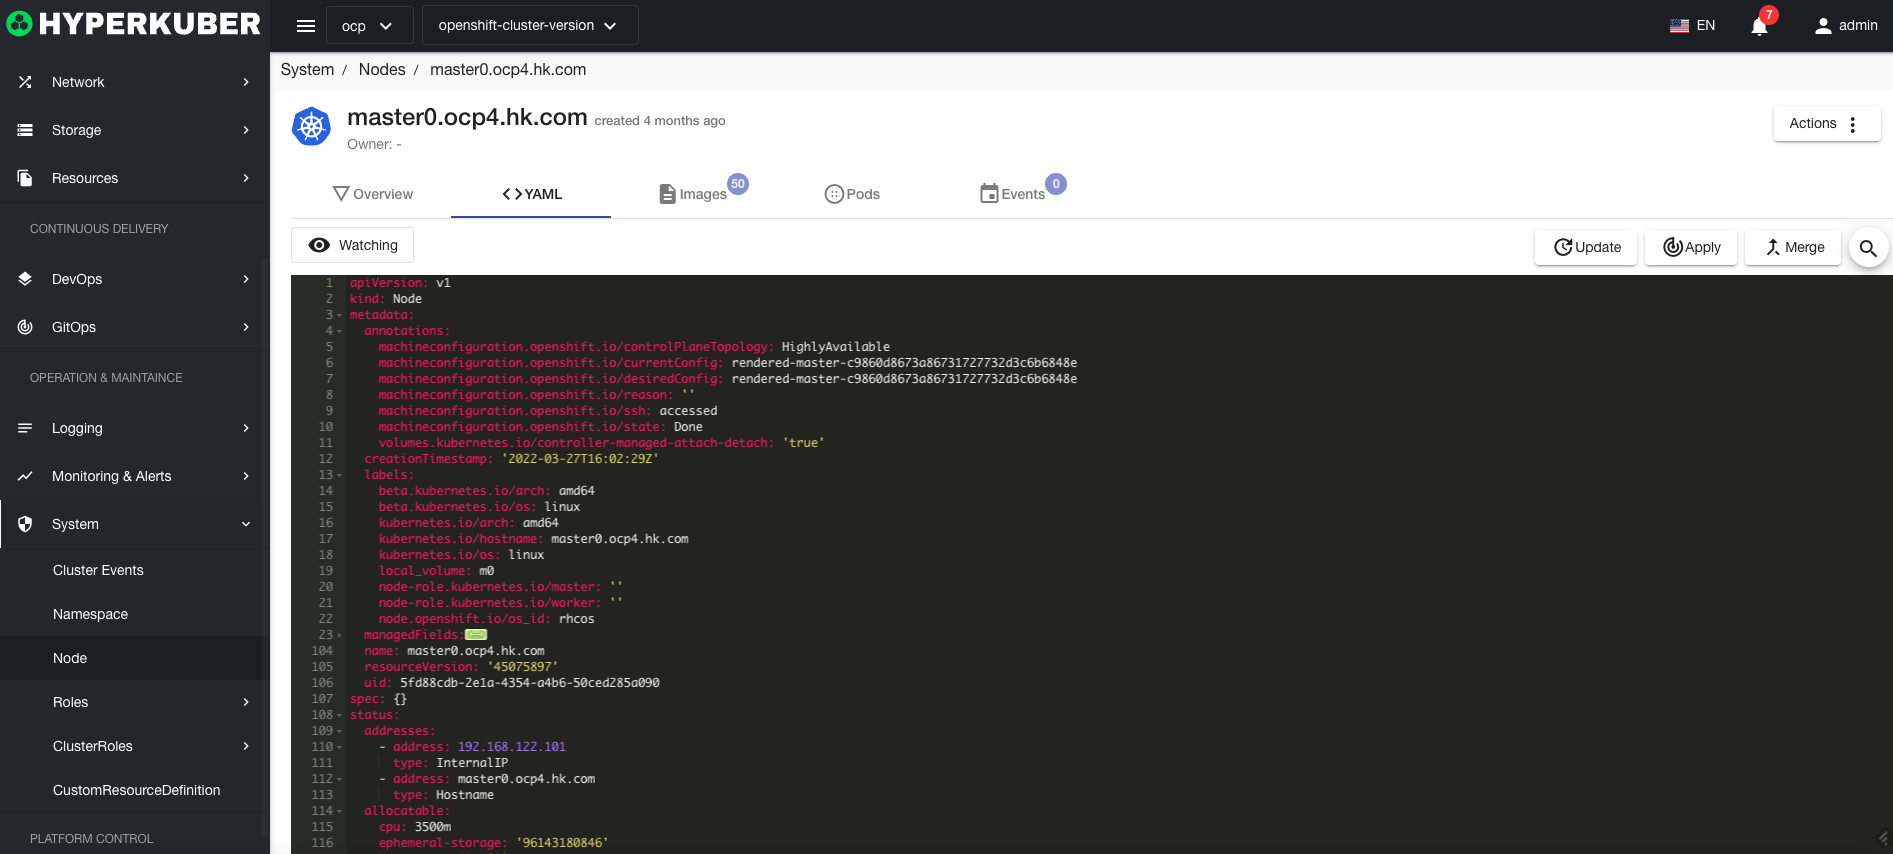 HYPERKUBER
ocp
openshift-cluster-version
EN
7
admin
Network
Storage
Resources
CONTINUOUS DELIVERY
DevOps
GitOps
OPERATION & MAINTAINCE
Logging
Monitoring & Alerts
System
Cluster Events
Namespace
Node
Roles
ClusterRoles
CustomResourceDefinition
PLATFORM CONTROL
System / Nodes / master0.ocp4.hk.com
master0.ocp4.hk.com created 4 months ago
Owner: -
Actions
Overview
YAML
Images 50
Pods
Events 0
Watching
Update
Apply
Merge
1 apiVersion: v1
2 kind: Node
3 metadata:
4 annotations:
5 machineconfiguration.openshift.io/controlPlaneTopology: HighlyAvailable
6 machineconfiguration.openshift.io/currentConfig: rendered-master-c9860d8673a86731727732d3c6b6848e
7 machineconfiguration.openshift.io/desiredConfig: rendered-master-c9860d8673a86731727732d3c6b6848e
8 machineconfiguration.openshift.io/reason: ''
9 machineconfiguration.openshift.io/ssh: accessed
10 machineconfiguration.openshift.io/state: Done
11 volumes.kubernetes.io/controller-managed-attach-detach: 'true'
12 creationTimestamp: '2022-03-27T16:02:29Z'
13 labels:
14 beta.kubernetes.io/arch: amd64
15 beta.kubernetes.io/os: linux
16 kubernetes.io/arch: amd64
17 kubernetes.io/hostname: master0.ocp4.hk.com
18 kubernetes.io/os: linux
19 local_volume: m0
20 node-role.kubernetes.io/master: ''
21 node-role.kubernetes.io/worker: ''
22 node.openshift.io/os_id: rhcos
23 managedFields:
104 name: master0.ocp4.hk.com
105 resourceVersion: '45075897'
106 uid: 5fd88cdb-2e1a-4354-a4b6-50ced285a090
107 spec: {}
108 status:
109 addresses:
110 - address: 192.168.122.101
111 type: InternalIP
112 - address: master0.ocp4.hk.com
113 type: Hostname
114 allocatable:
115 cpu: 3500m
116 ephemeral-storage: '96143180846'